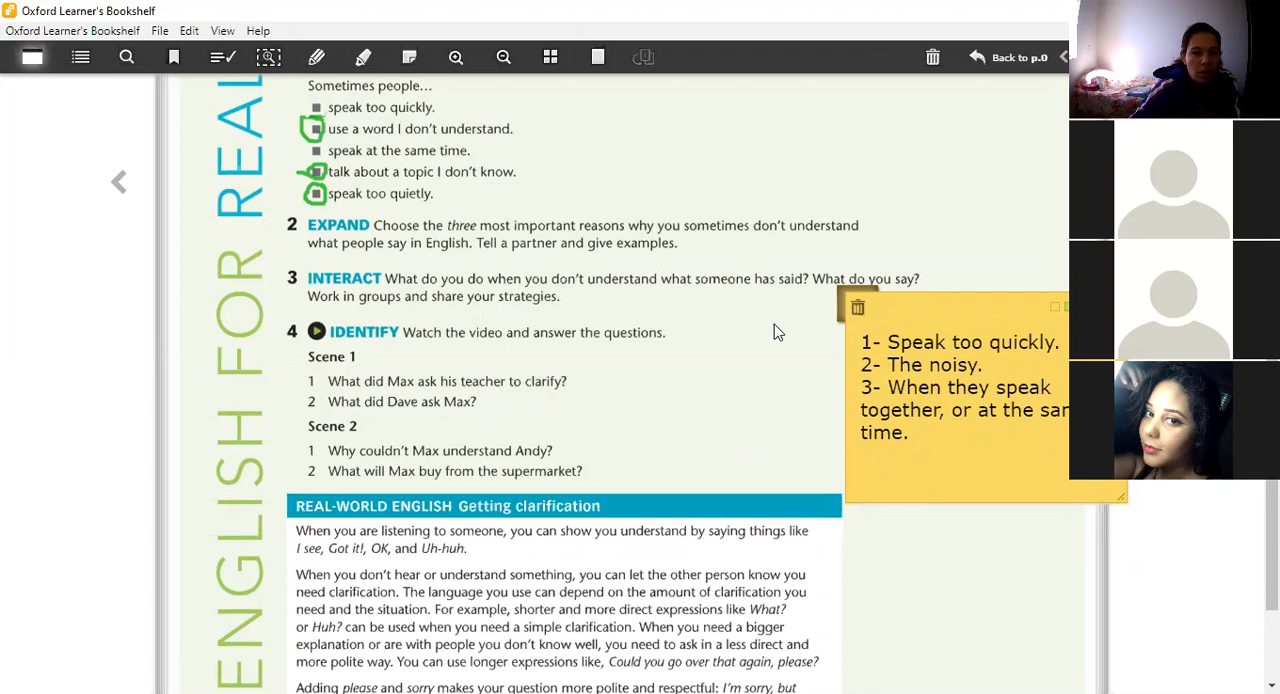 Oxford Learner's Bookshelf
Oxford Learner's Bookshelf File Edit View Help
Back to p.0
ENGLISH FOR REAL
Sometimes people…
speak too quickly.
use a word I don't understand.
speak at the same time.
talk about a topic I don't know.
speak too quietly.
2 EXPAND Choose the three most important reasons why you sometimes don't understand
what people say in English. Tell a partner and give examples.
3 INTERACT What do you do when you don't understand what someone has said? What do you say?
Work in groups and share your strategies.
4 IDENTIFY Watch the video and answer the questions.
Scene 1
1 What did Max ask his teacher to clarify?
2 What did Dave ask Max?
Scene 2
1 Why couldn't Max understand Andy?
2 What will Max buy from the supermarket?
1- Speak too quickly.
2- The noisy.
3- When they speak
together, or at the
time.
REAL-WORLD ENGLISH Getting clarification
When you are listening to someone, you can show you understand by saying things like
I see, Got it!, OK, and Uh-huh.
When you don't hear or understand something, you can let the other person know you
need clarification. The language you use can depend on the amount of clarification you
need and the situation. For example, shorter and more direct expressions like What?
or Huh? can be used when you need a simple clarification. When you need a bigger
explanation or are with people you don't know well, you need to ask in a less direct and
more polite way. You can use longer expressions like, Could you go over that again, please?
Adding please and sorry makes your question more polite and respectful: I'm sorry, but